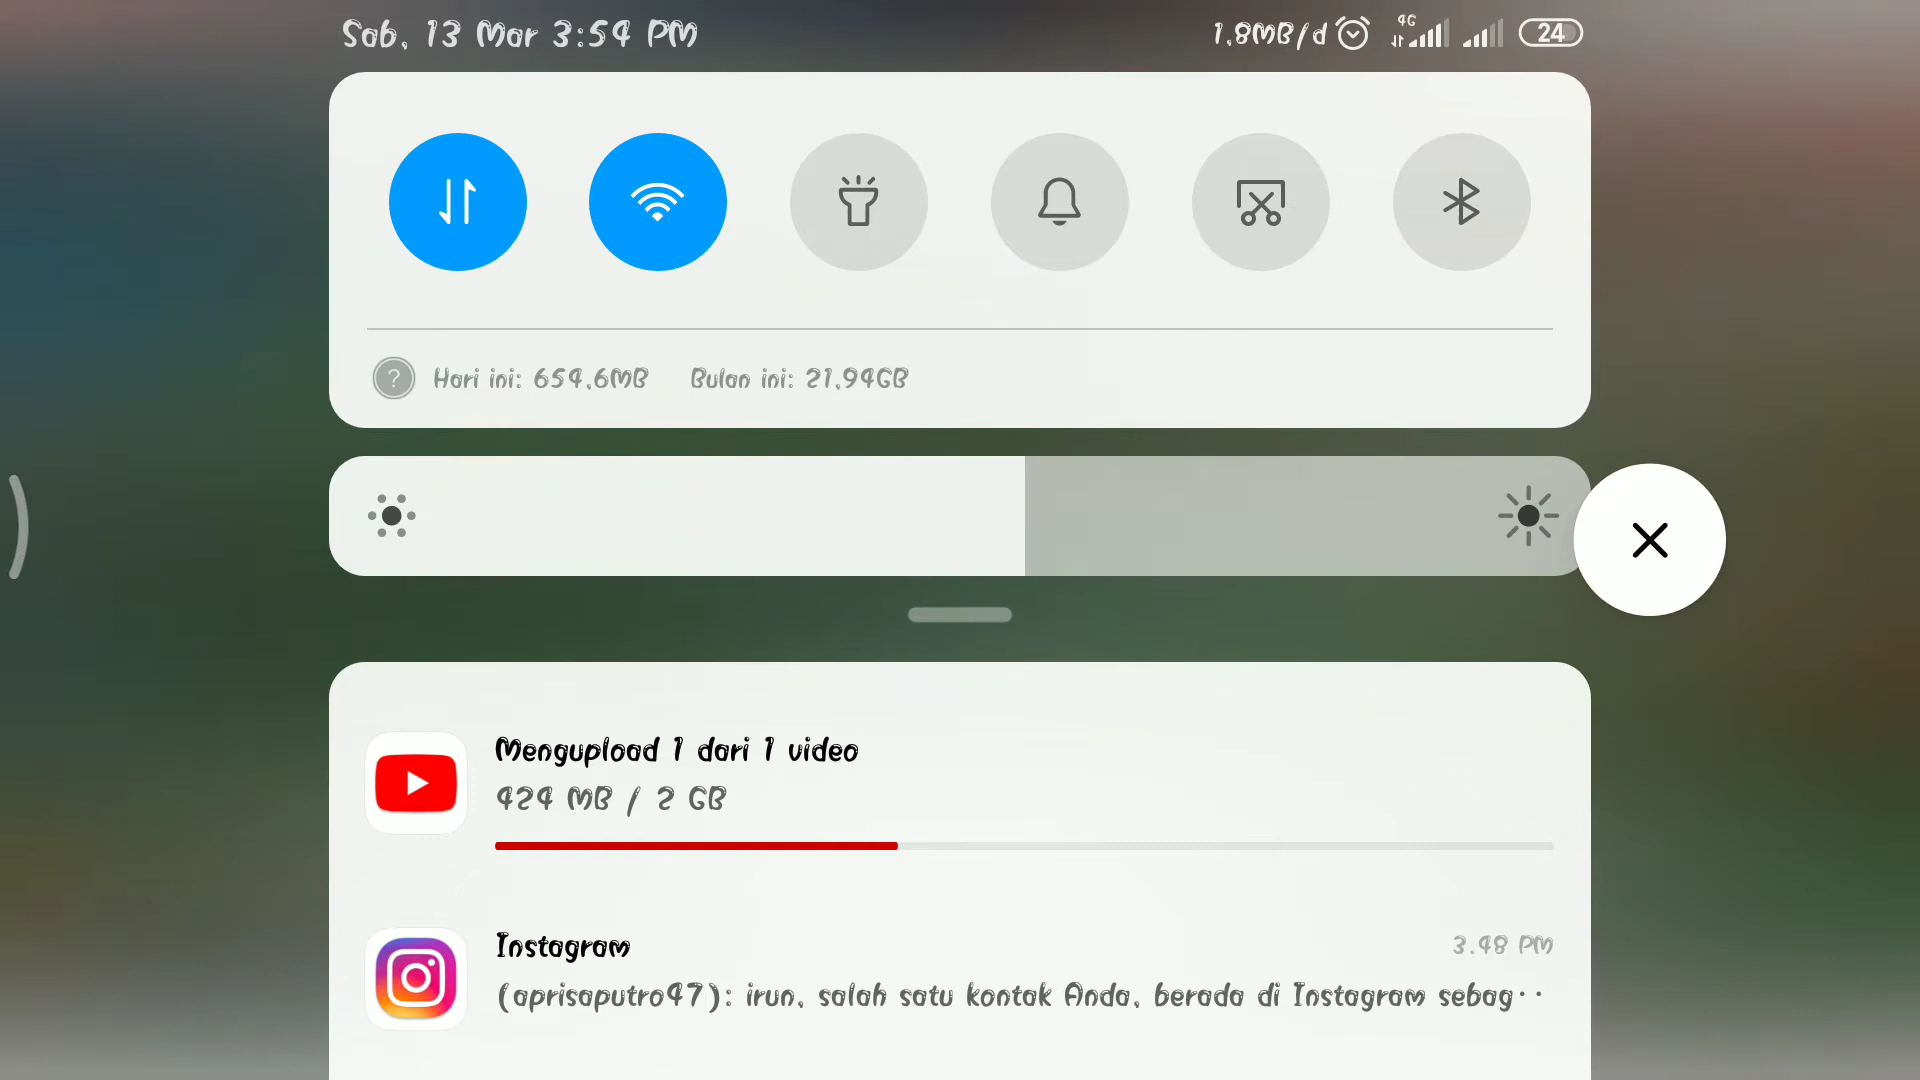 Sab, 13 Mar 3:54 PM
1,8MB/d 4G 24
Hari ini: 654,6MB Bulan ini: 21,94GB
Mengupload 1 dari 1 video
424 MB / 2 GB
Instagram 3.48 PM
(aprisaputro47): irun, salah satu kontak Anda, berada di Instagram sebag··